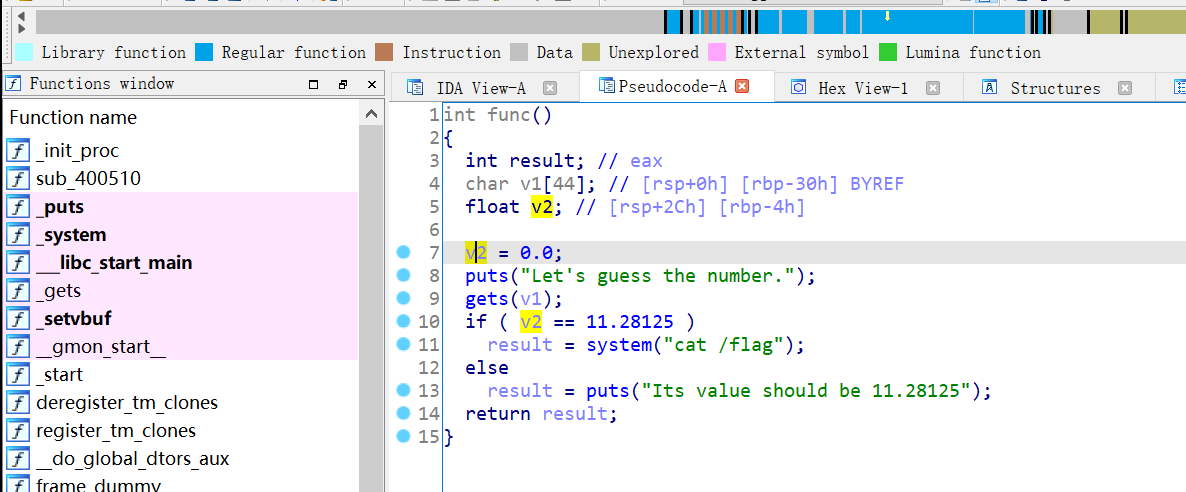 Library function Regular function Instruction Data Unexplored External symbol Lumina function
Functions window
IDA View-A Pseudocode-A Hex View-1 Structures
Function name
_init_proc
sub_400510
_puts
_system
___libc_start_main
_gets
_setvbuf
__gmon_start__
_start
deregister_tm_clones
register_tm_clones
__do_global_dtors_aux
frame_dummy
1 int func()
2 {
3   int result; // eax
4   char v1[44]; // [rsp+0h] [rbp-30h] BYREF
5   float v2; // [rsp+2Ch] [rbp-4h]
6
7   v2 = 0.0;
8   puts("Let's guess the number.");
9   gets(v1);
10   if ( v2 == 11.28125 )
11     result = system("cat /flag");
12   else
13     result = puts("Its value should be 11.28125");
14   return result;
15 }